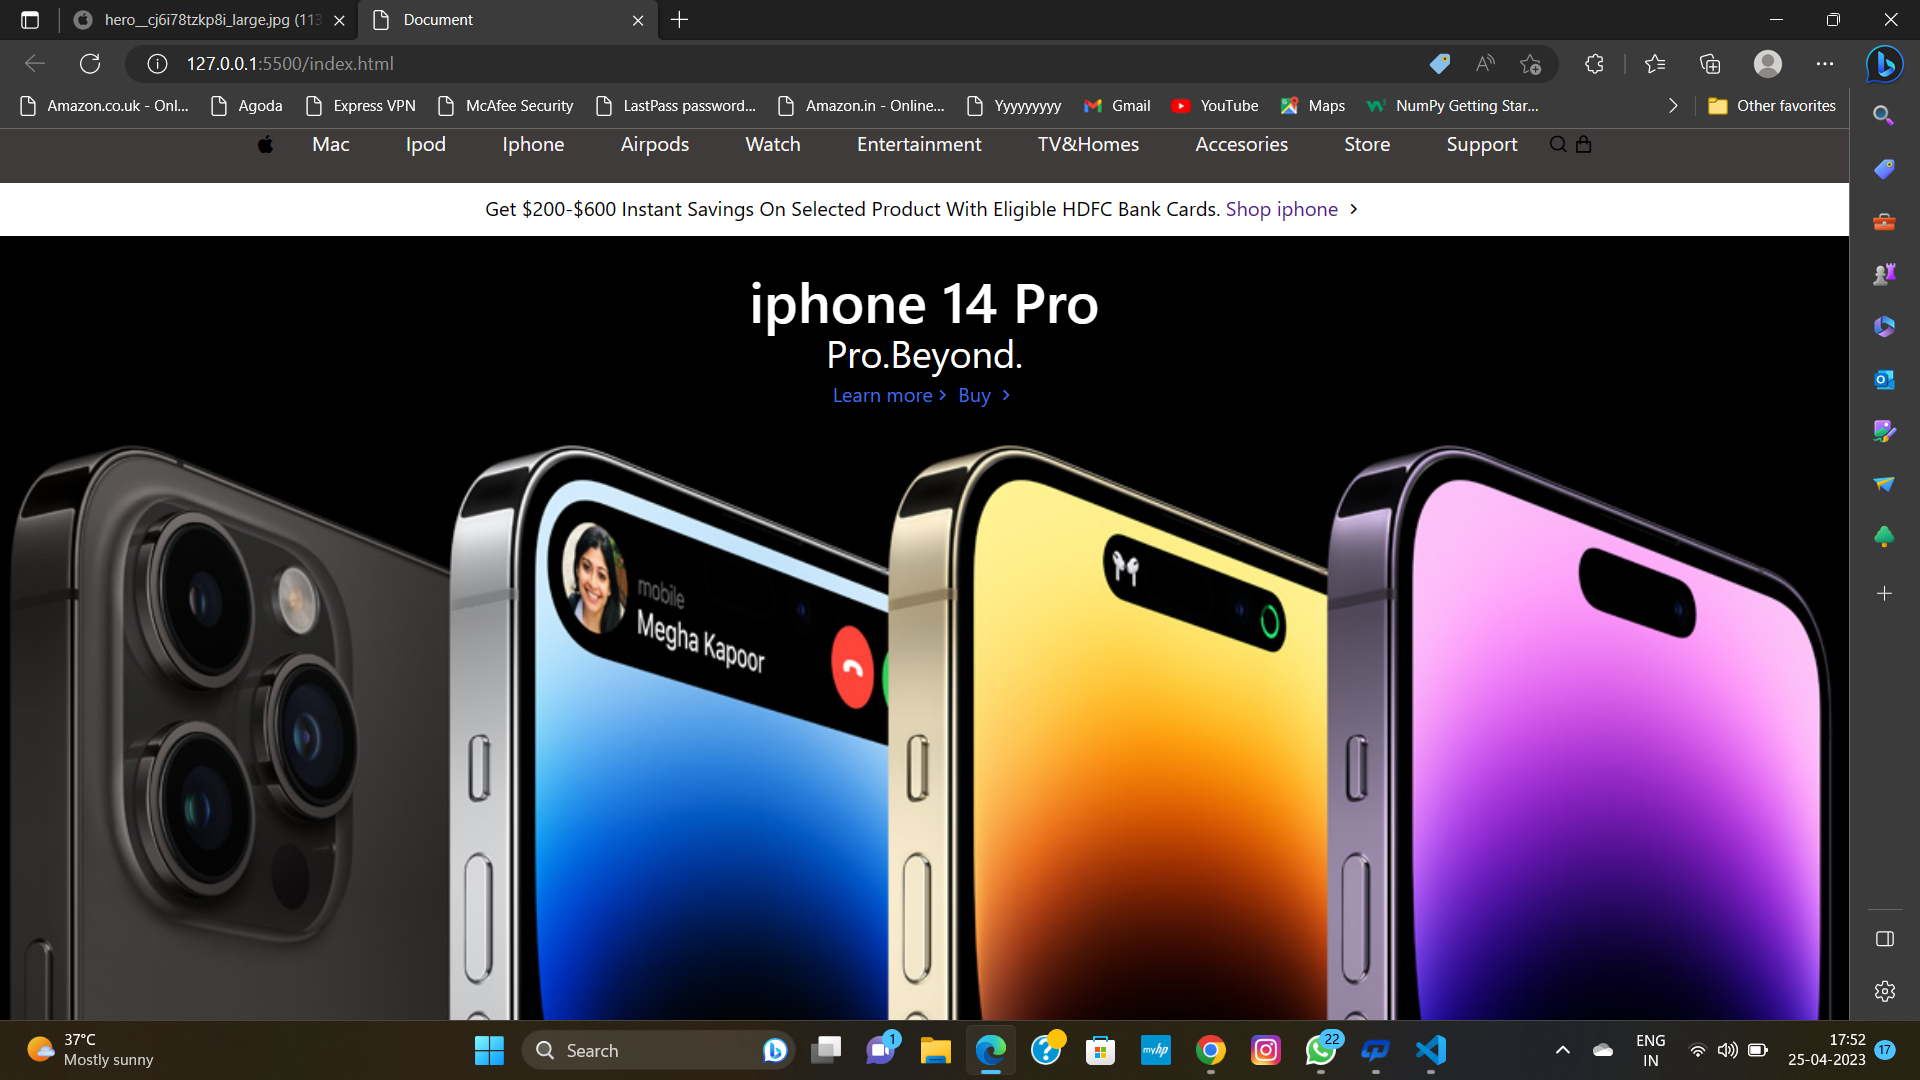 hero__cj6i78tzkp8i_large.jpg (113
Document
127.0.0.1:5500/index.html
Amazon.co.uk - Onl...
Agoda
Express VPN
McAfee Security
LastPass password...
Amazon.in - Online...
Yyyyyyyyy
Gmail
YouTube
Maps
NumPy Getting Star...
Other favorites
Mac
Ipod
Iphone
Airpods
Watch
Entertainment
TV&Homes
Accesories
Store
Support
Get $200-$600 Instant Savings On Selected Product With Eligible HDFC Bank Cards. Shop iphone
iphone 14 Pro
Pro.Beyond.
Learn more
Buy
mobile
Megha Kapoor
37°C
Mostly sunny
Search
1
myhp
22
ENG
IN
17:52
25-04-2023
17